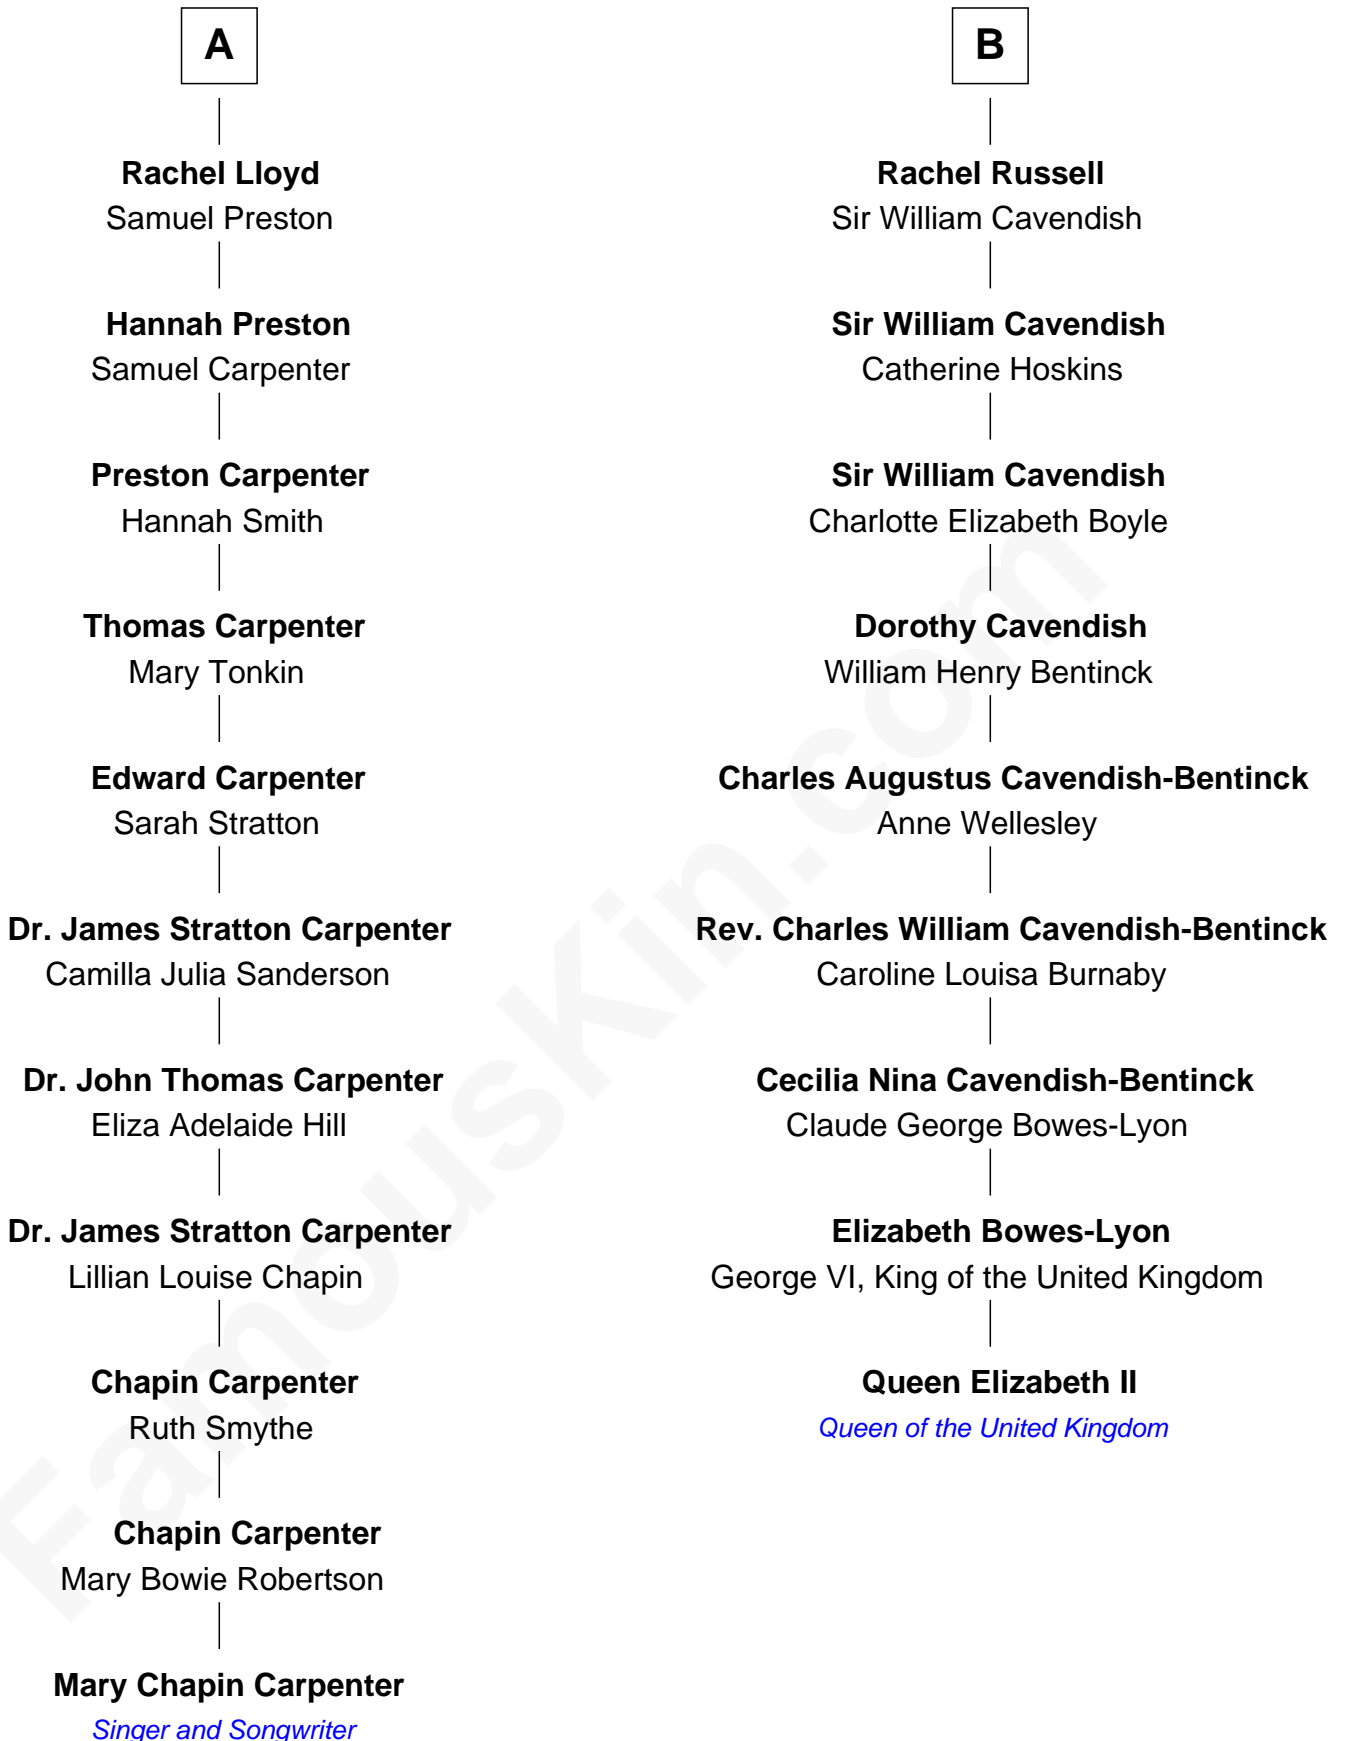 A
Rachel Lloyd
Samuel Preston
Hannah Preston
Samuel Carpenter
Preston Carpenter
Hannah Smith
Thomas Carpenter
Mary Tonkin
Edward Carpenter
Sarah Stratton
Dr. James Stratton Carpenter
Camilla Julia Sanderson
Dr. John Thomas Carpenter
Eliza Adelaide Hill
Dr. James Stratton Carpenter
Lillian Louise Chapin
Chapin Carpenter
Ruth Smythe
Chapin Carpenter
Mary Bowie Robertson
Mary Chapin Carpenter
Singer and Songwriter
B
Rachel Russell
Sir William Cavendish
Sir William Cavendish
Catherine Hoskins
Sir William Cavendish
Charlotte Elizabeth Boyle
Dorothy Cavendish
William Henry Bentinck
Charles Augustus Cavendish-Bentinck
Anne Wellesley
Rev. Charles William Cavendish-Bentinck
Caroline Louisa Burnaby
Cecilia Nina Cavendish-Bentinck
Claude George Bowes-Lyon
Elizabeth Bowes-Lyon
George VI, King of the United Kingdom
Queen Elizabeth II
Queen of the United Kingdom
FamousKin.com